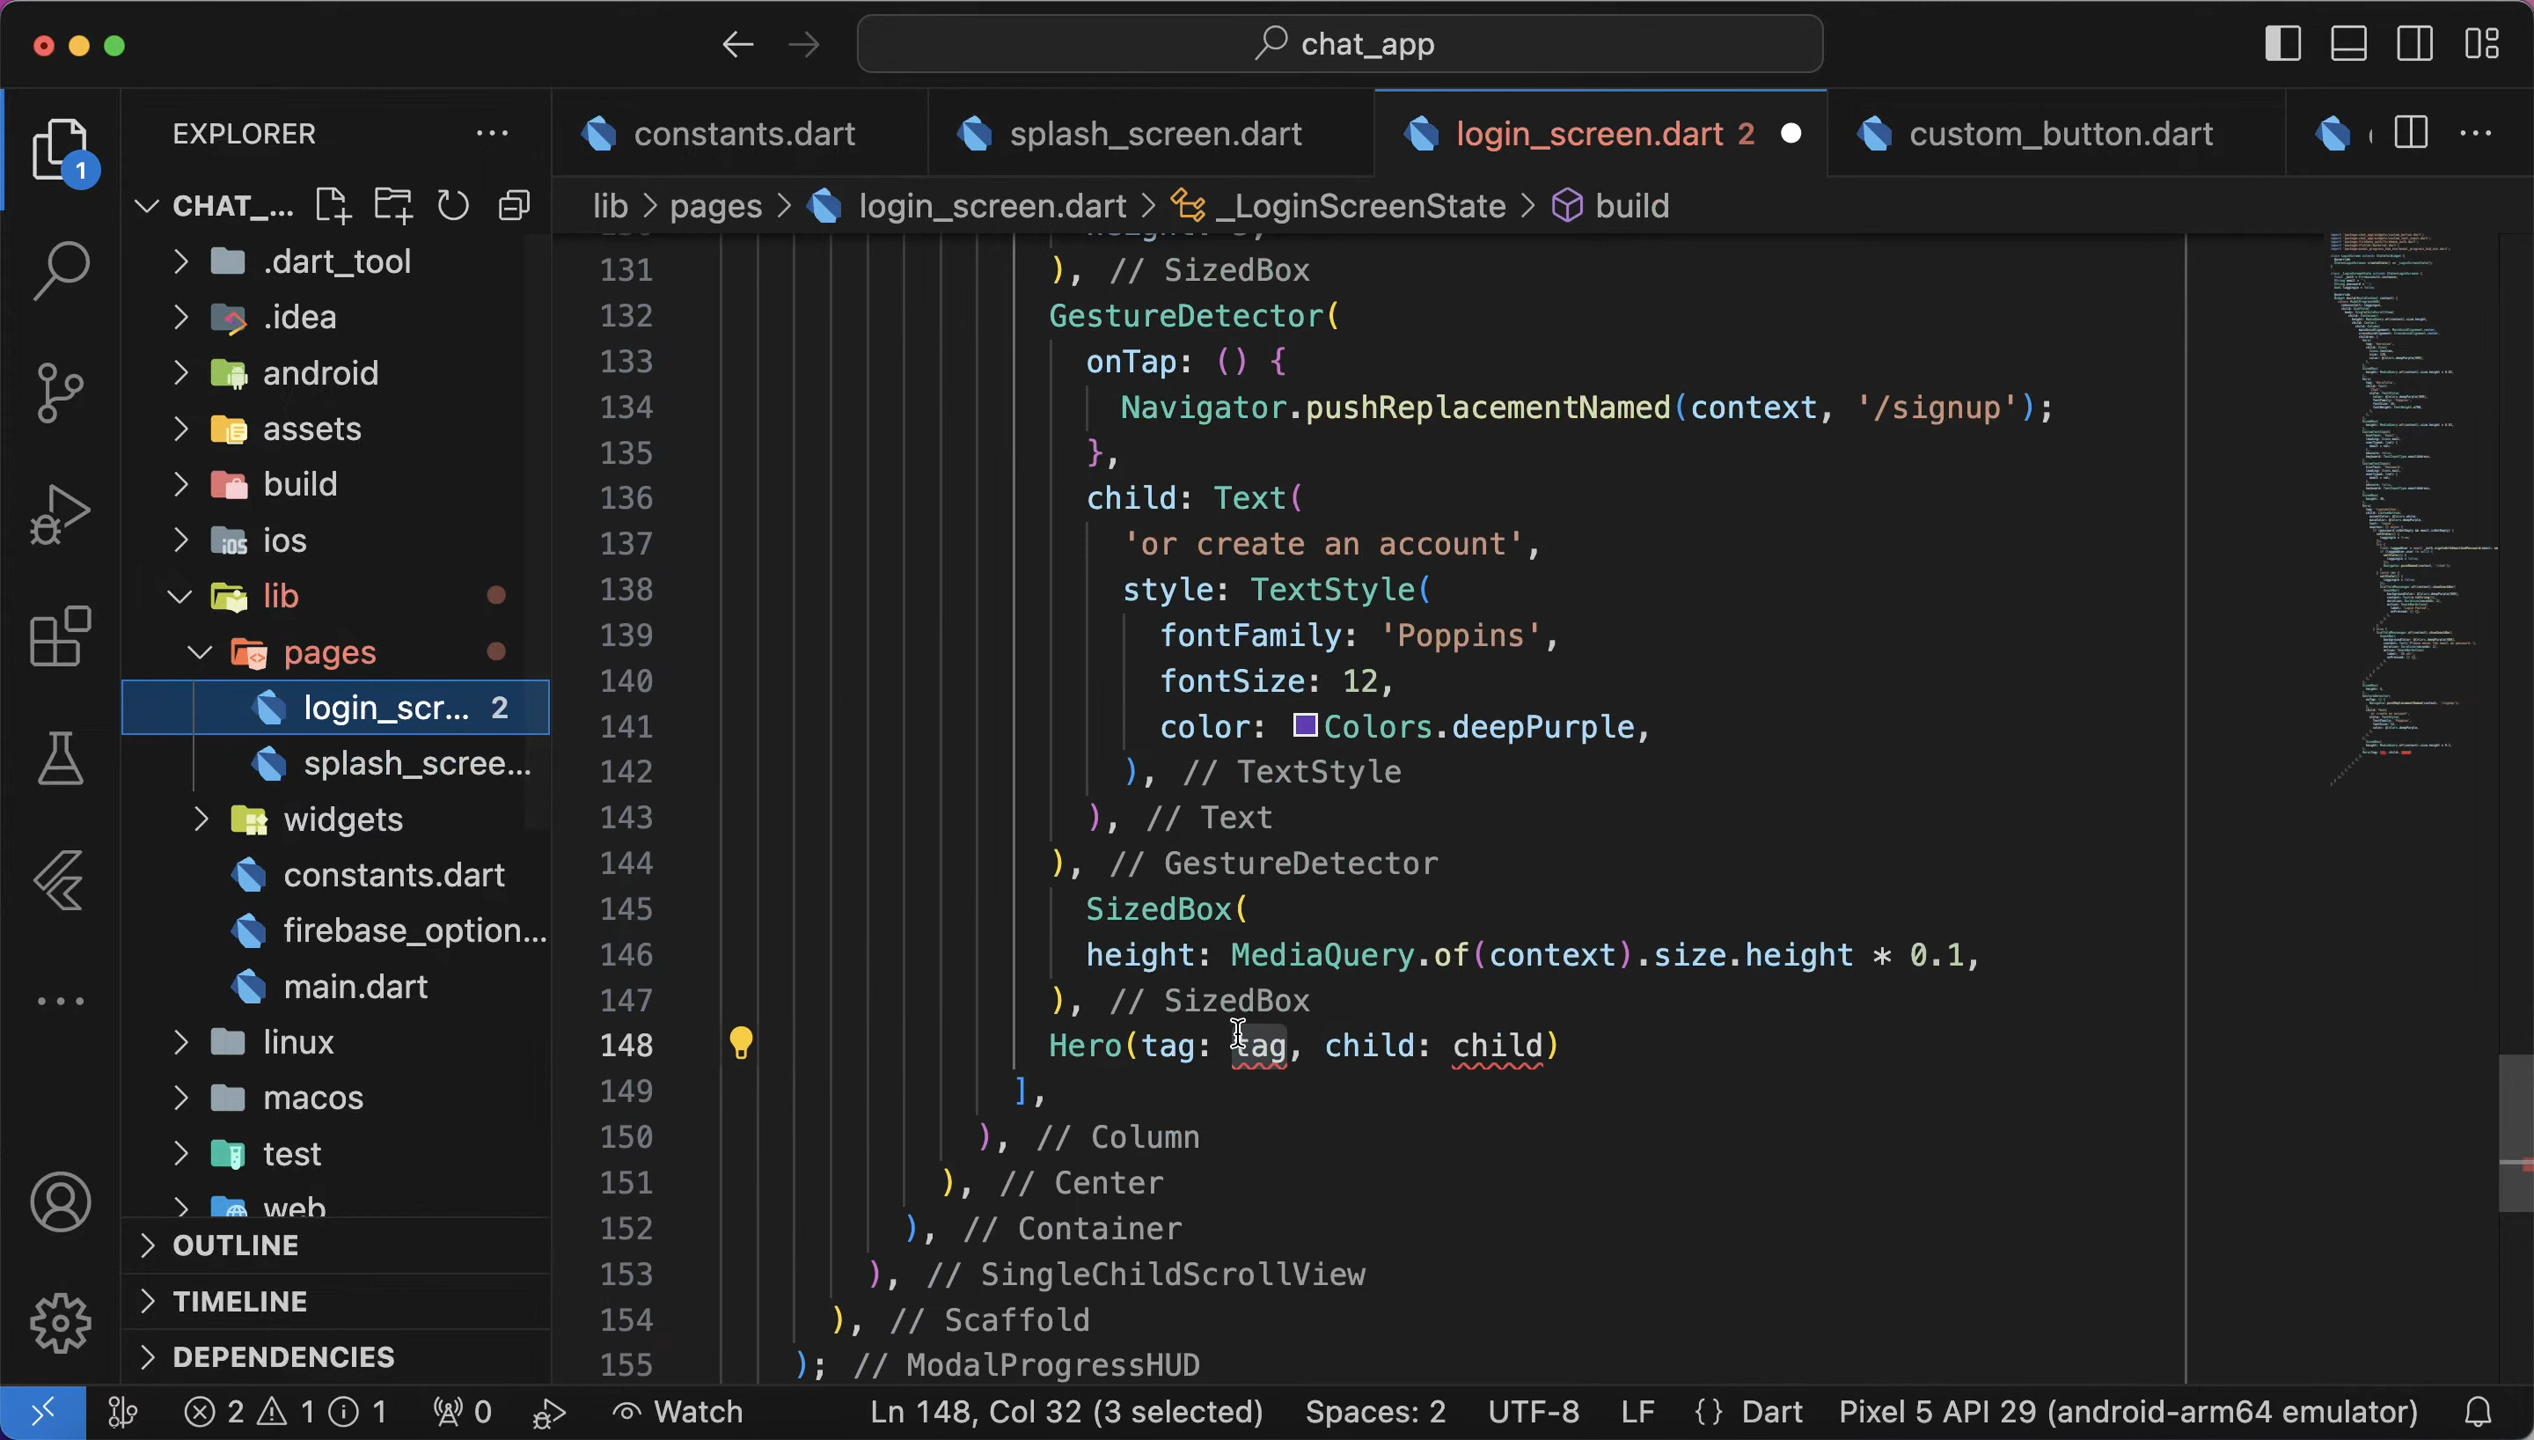 chat_app
EXPLORER
constants.dart
splash_screen.dart
login_screen.dart 2
custom_button.dart
1
CHAT_...
lib > pages > login_screen.dart > _LoginScreenState > build
.dart_tool
.idea
android
assets
build
ios
lib
pages
login_scr... 2
splash_scree...
widgets
constants.dart
firebase_option...
main.dart
linux
macos
test
web
OUTLINE
TIMELINE
DEPENDENCIES
131 ), // SizedBox
132 GestureDetector(
133 onTap: () {
134 Navigator.pushReplacementNamed(context, '/signup');
135 },
136 child: Text(
137 'or create an account',
138 style: TextStyle(
139 fontFamily: 'Poppins',
140 fontSize: 12,
141 color: Colors.deepPurple,
142 ), // TextStyle
143 ), // Text
144 ), // GestureDetector
145 SizedBox(
146 height: MediaQuery.of(context).size.height * 0.1,
147 ), // SizedBox
148 Hero(tag: tag, child: child)
149 ],
150 ), // Column
151 ), // Center
152 ), // Container
153 ), // SingleChildScrollView
154 ), // Scaffold
155 ); // ModalProgressHUD
2 1 1 0 Watch Ln 148, Col 32 (3 selected) Spaces: 2 UTF-8 LF {} Dart Pixel 5 API 29 (android-arm64 emulator)